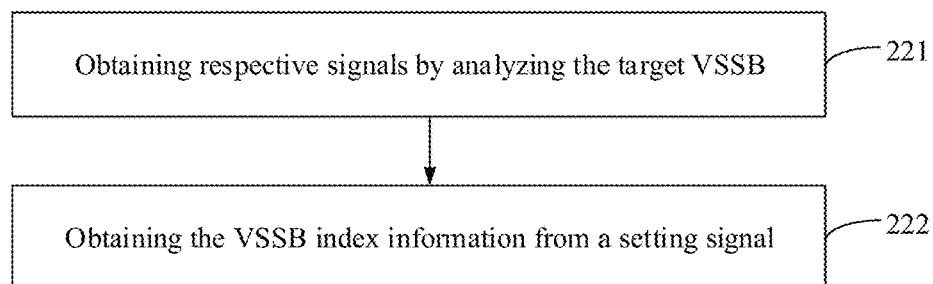 Obtaining respective signals by analyzing the target VSSB
221
Obtaining the VSSB index information from a setting signal
222